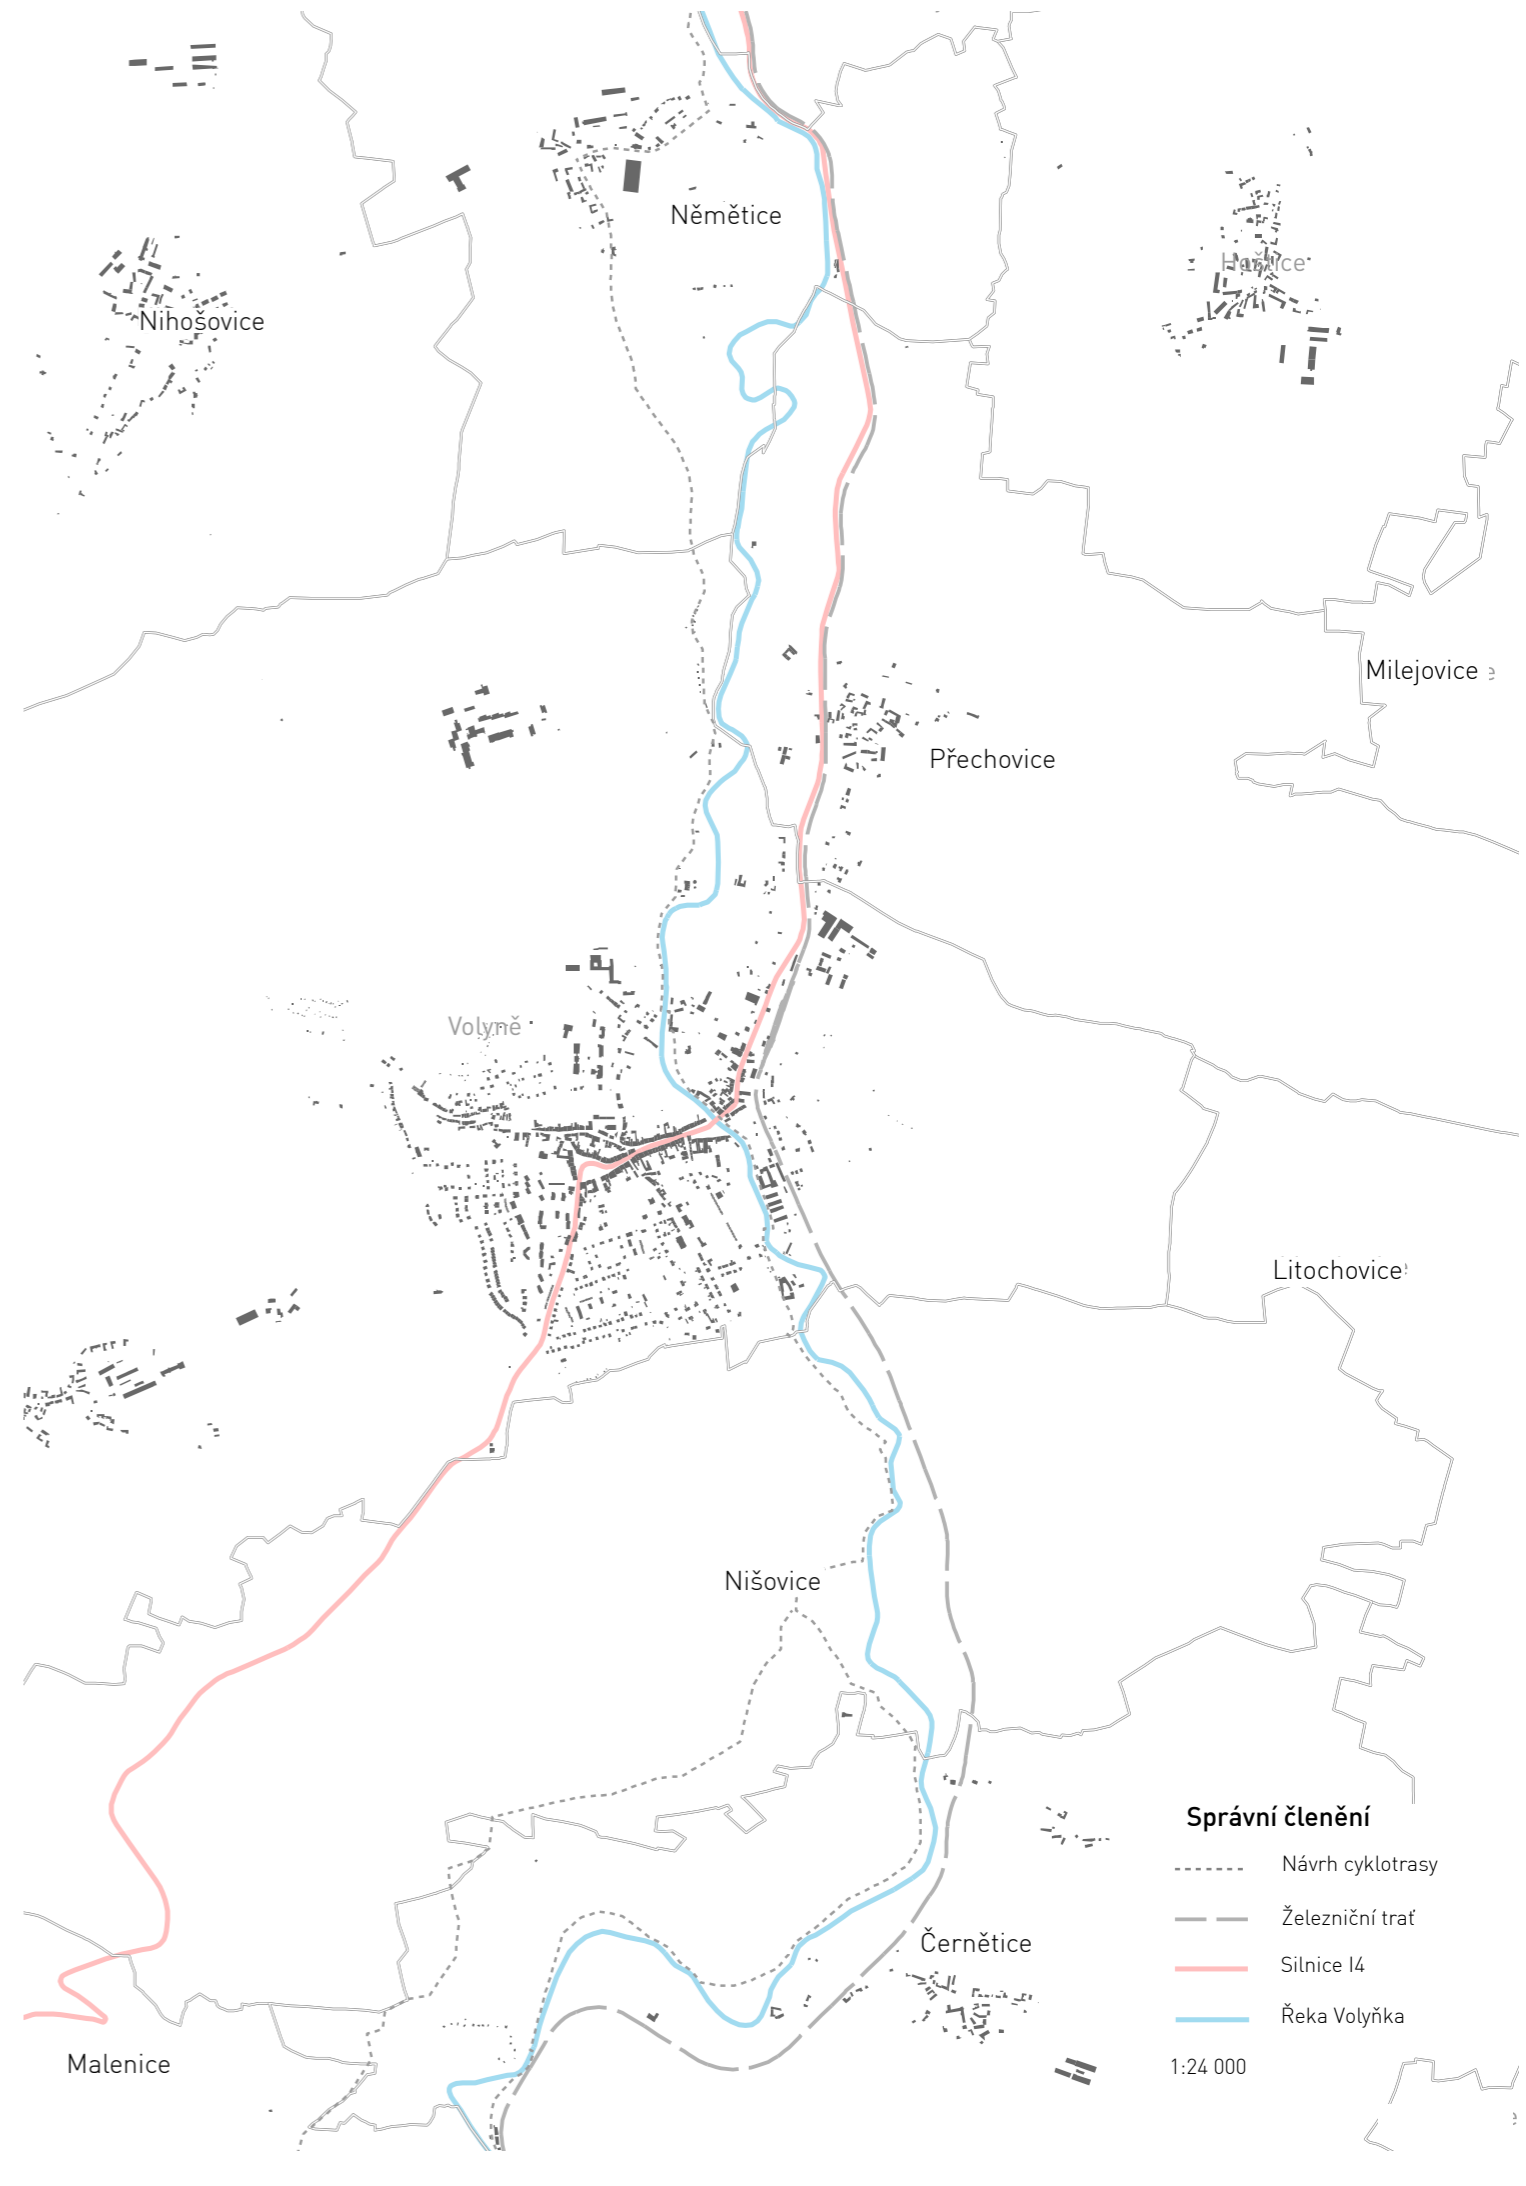 Němětice
Hoštice
Nihošovice
Milejovice
Přechovice
Volyně
Litochovice
Nišovice
Správní členění
Návrh cyklotrasy
Železniční trať
Černětice
Silnice I4
Řeka Volyňka
Malenice
1:24 000